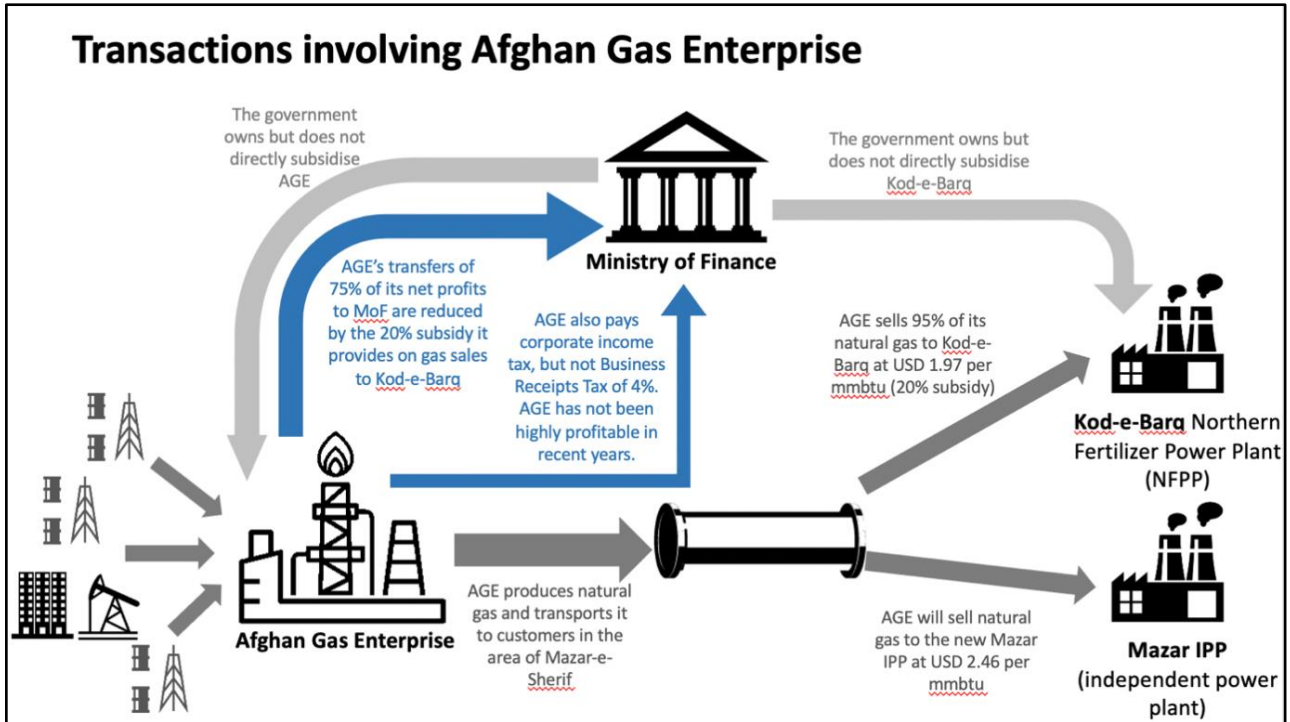 Transactions involving Afghan Gas Enterprise
The government
owns but does not
directly subsidise
AGE
The government owns but
does not directly subsidise
Kod-e-Barq
Ministry of Finance
AGE's transfers of
75% of its net profits
to MoF are reduced
by the 20% subsidy it
provides on gas sales
to Kod-e-Barq
AGE also pays
corporate income
tax, but not Business
Receipts Tax of 4%.
AGE has not been
highly profitable in
recent years.
AGE sells 95% of its
natural gas to Kod-e-
Barq at USD 1.97 per
mmbtu (20% subsidy)
Kod-e-Barq Northern
Fertilizer Power Plant
(NFPP)
Afghan Gas Enterprise
AGE produces natural
gas and transports it
to customers in the
area of Mazar-e-
Sherif
AGE will sell natural
gas to the new Mazar
IPP at USD 2.46 per
mmbtu
Mazar IPP
(independent power
plant)